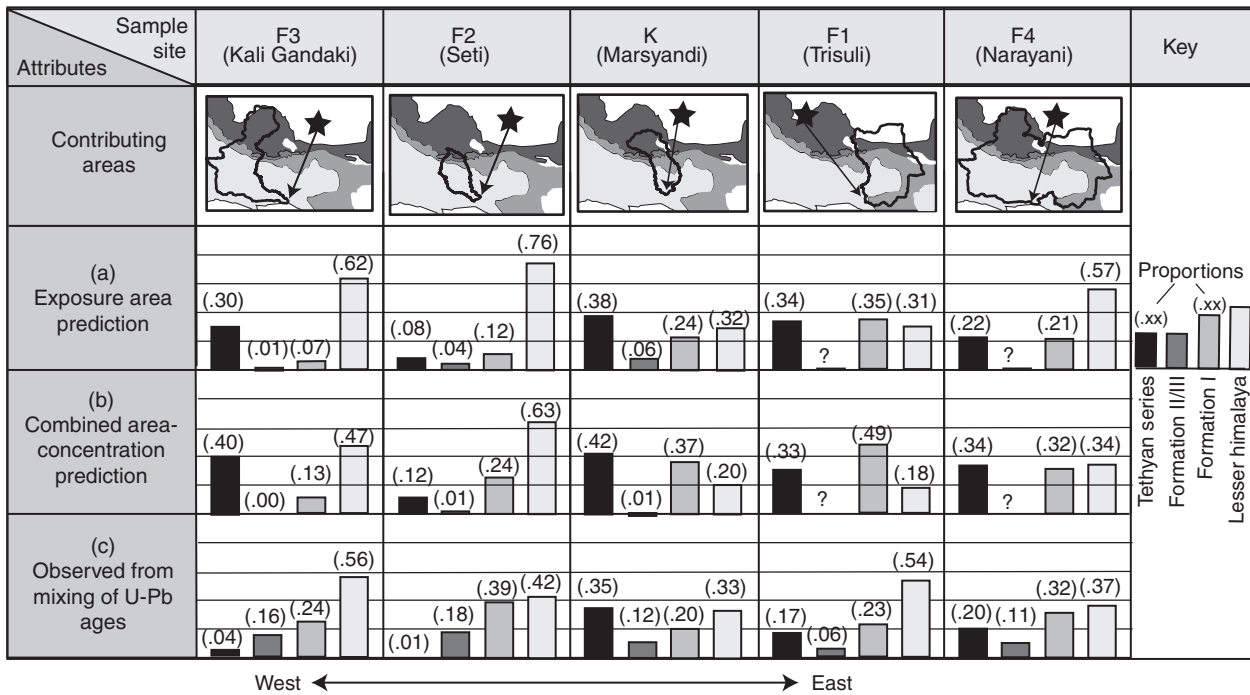 Sample
site
Attributes
F3
(Kali Gandaki)
F2
(Seti)
K
(Marsyandi)
F1
(Trisuli)
F4
(Narayani)
Key
Contributing
areas
(a)
Exposure area
prediction
(.30)
(.01)
(.07)
(.62)
(.08)
(.04)
(.12)
(.76)
(.38)
(.06)
(.24)
(.32)
(.34)
?
(.35)
(.31)
(.22)
?
(.21)
(.57)
(b)
Combined area-
concentration
prediction
(.40)
(.00)
(.13)
(.47)
(.12)
(.01)
(.24)
(.63)
(.42)
(.01)
(.37)
(.20)
(.33)
?
(.49)
(.18)
(.34)
?
(.32)
(.34)
(c)
Observed from
mixing of U-Pb
ages
(.04)
(.16)
(.24)
(.56)
(.01)
(.18)
(.39)
(.42)
(.35)
(.12)
(.20)
(.33)
(.17)
(.06)
(.23)
(.54)
(.20)
(.11)
(.32)
(.37)
Proportions
(.xx)
(.xx)
Tethyan series
Formation II/III
Formation I
Lesser himalaya
West
East